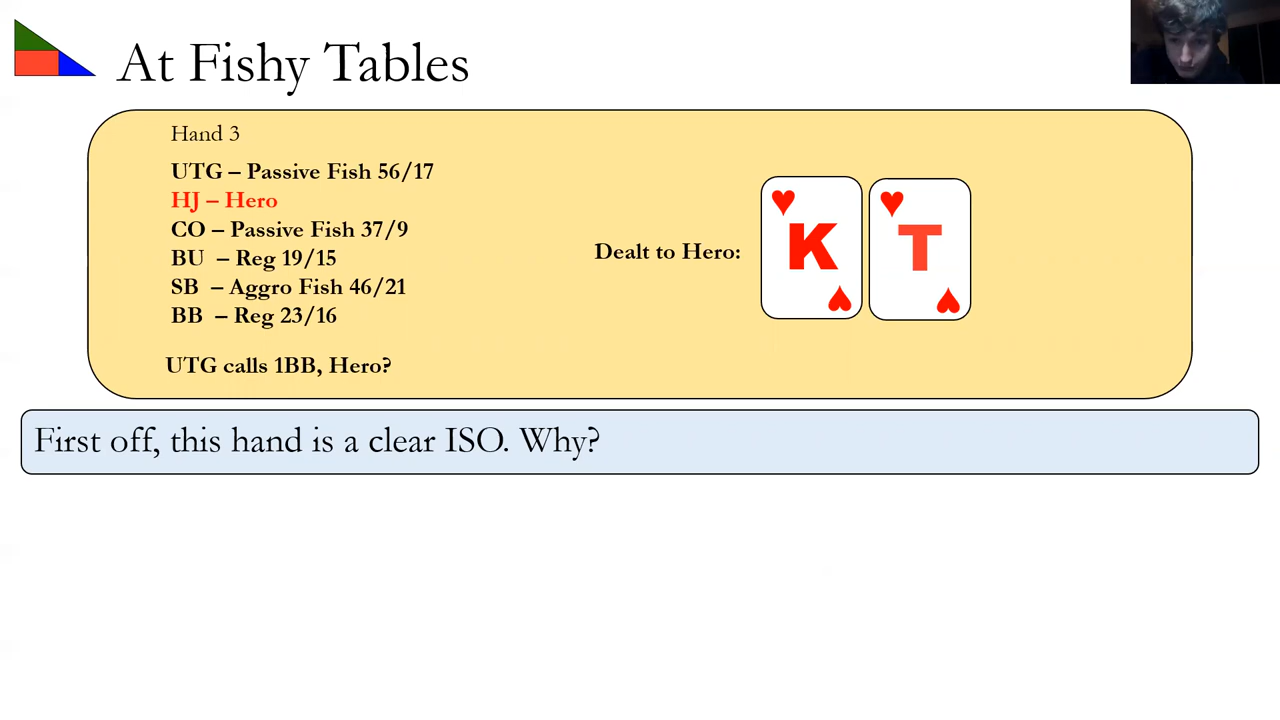 At Fishy Tables
Hand 3
UTG – Passive Fish 56/17
HJ – Hero
CO – Passive Fish 37/9
BU – Reg 19/15
SB – Aggro Fish 46/21
BB – Reg 23/16
UTG calls 1BB, Hero?
Dealt to Hero:
K T
First off, this hand is a clear ISO. Why?